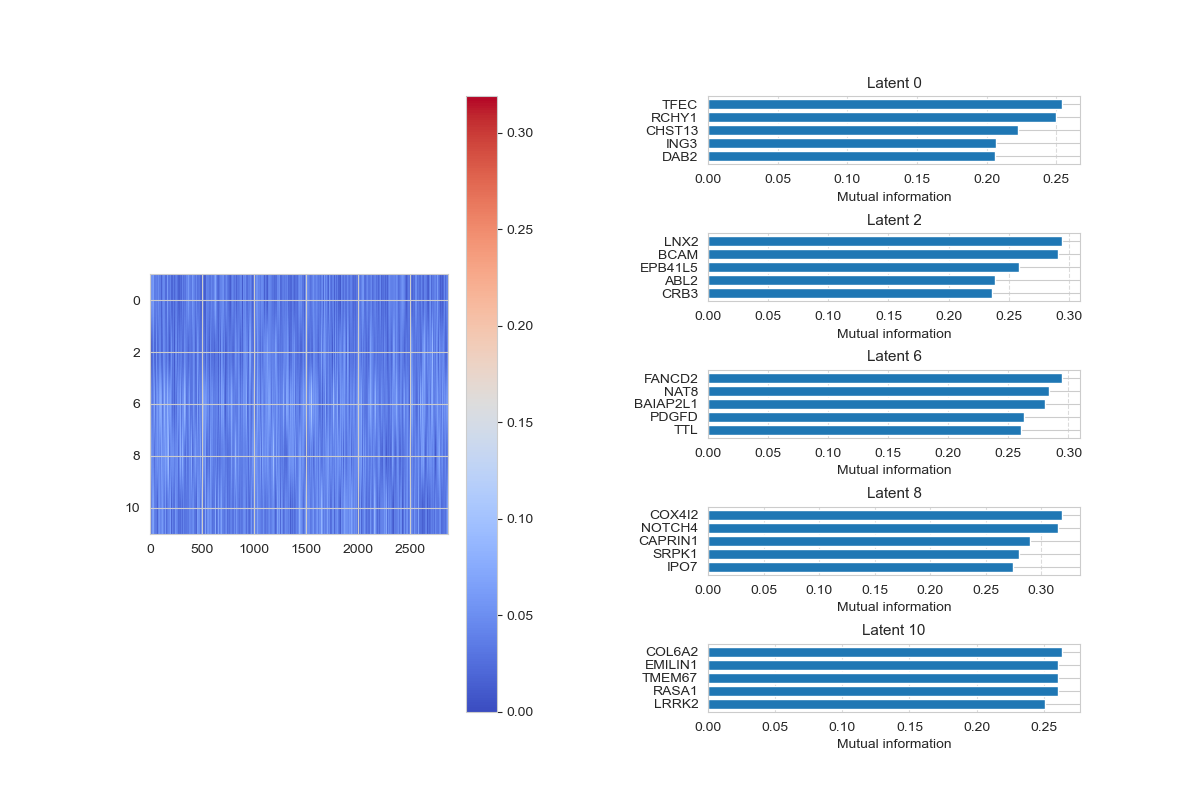 0
2
6
8
10
0 500 1000 1500 2000 2500
0.30
0.25
0.20
0.15
0.10
0.05
0.00
Latent 0
TFEC
RCHY1
CHST13
ING3
DAB2
0.00 0.05 0.10 0.15 0.20 0.25
Mutual information
Latent 2
LNX2
BCAM
EPB41L5
ABL2
CRB3
0.00 0.05 0.10 0.15 0.20 0.25 0.30
Mutual information
Latent 6
FANCD2
NAT8
BAIAP2L1
PDGFD
TTL
0.00 0.05 0.10 0.15 0.20 0.25 0.30
Mutual information
Latent 8
COX4I2
NOTCH4
CAPRIN1
SRPK1
IPO7
0.00 0.05 0.10 0.15 0.20 0.25 0.30
Mutual information
Latent 10
COL6A2
EMILIN1
TMEM67
RASA1
LRRK2
0.00 0.05 0.10 0.15 0.20 0.25
Mutual information